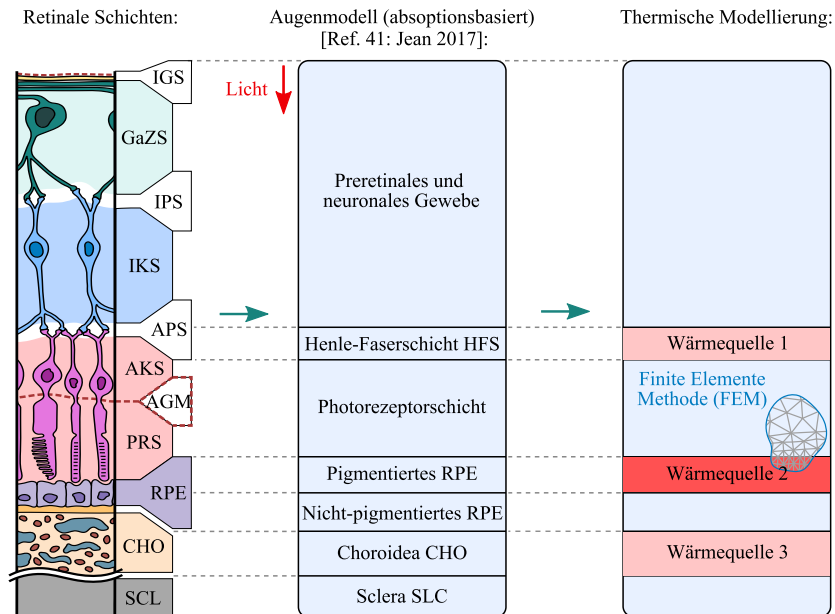 Retinale Schichten:
IGS
GaZS
IPS
IKS
APS
AKS
AGM
PRS
RPE
CHO
SCL
Augenmodell (absoptionsbasiert)
[Ref. 41: Jean 2017]:
Licht
Preretinales und
neuronales Gewebe
Henle-Faserschicht HFS
Photorezeptorschicht
Pigmentiertes RPE
Nicht-pigmentiertes RPE
Choroidea CHO
Sclera SLC
Thermische Modellierung:
Wärmequelle 1
Finite Elemente
Methode (FEM)
Wärmequelle 2
Wärmequelle 3